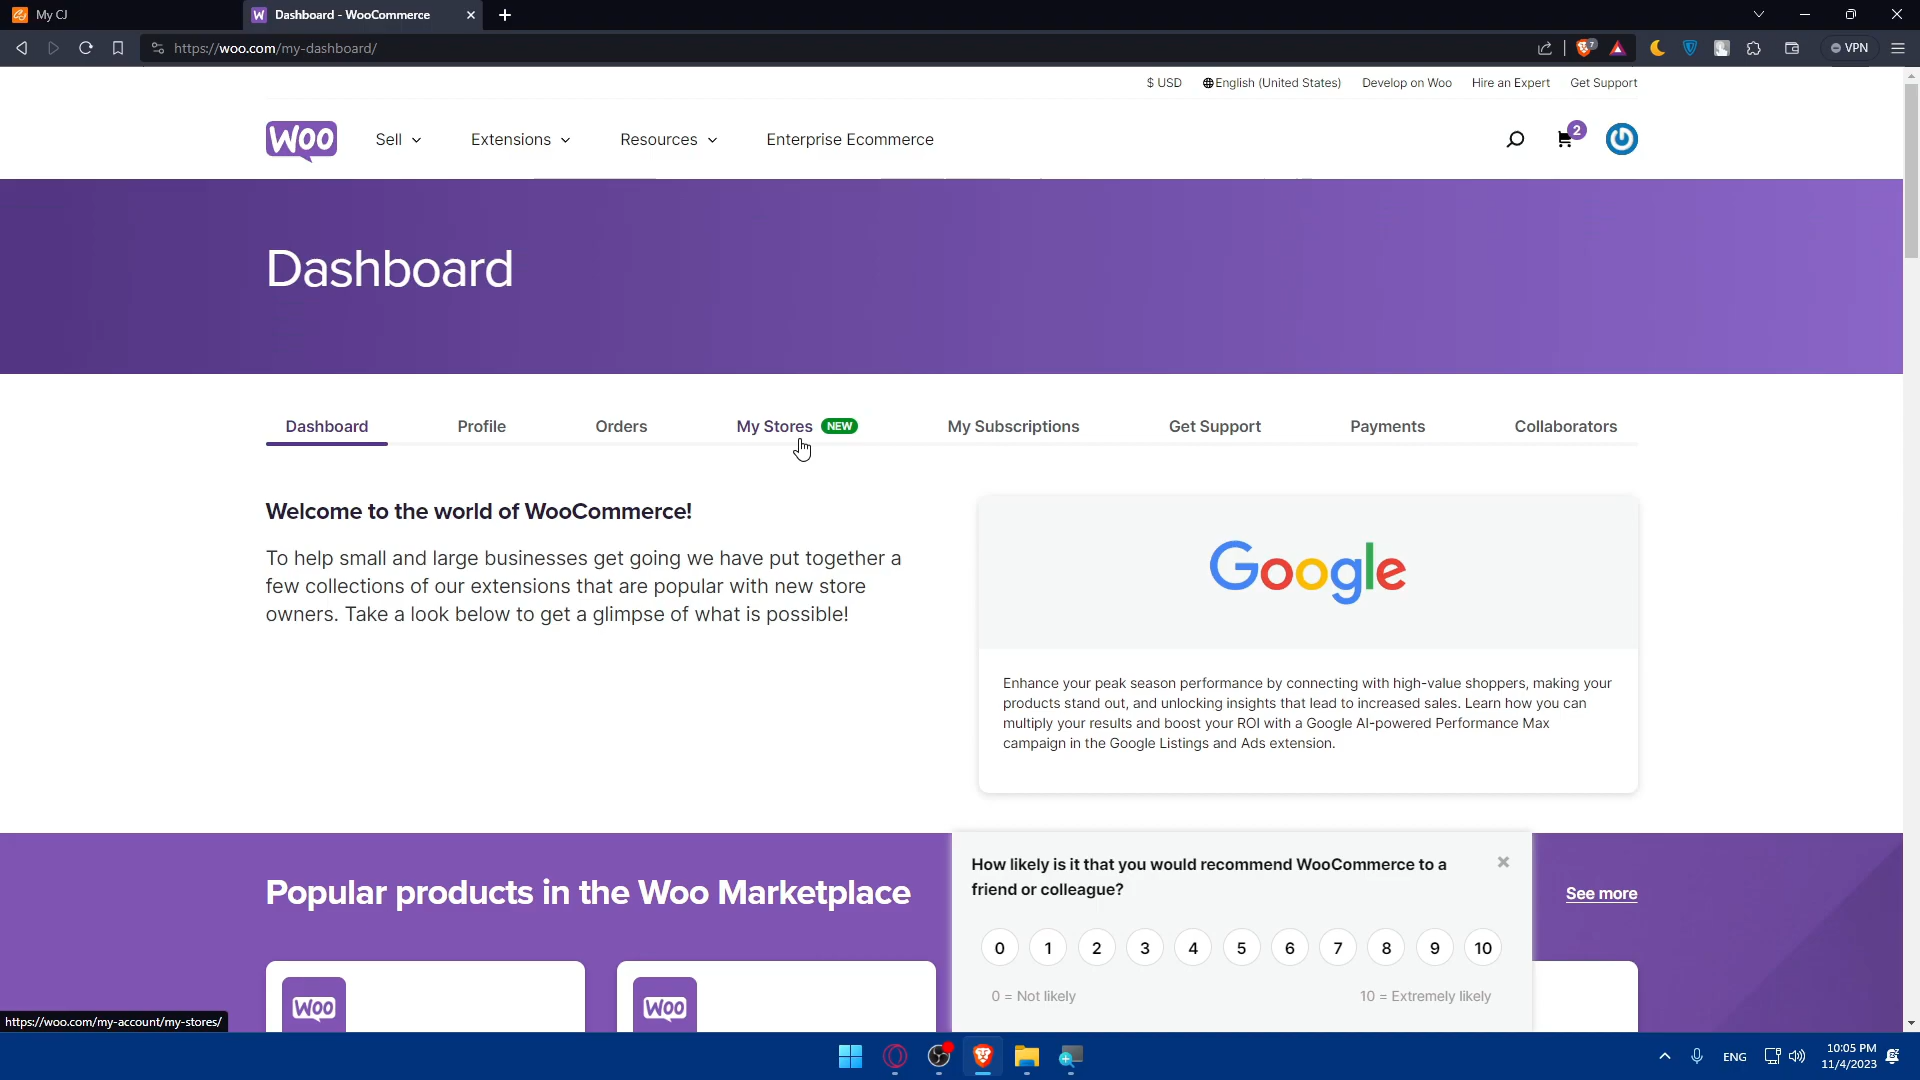 My CJ
Dashboard - WooCommerce
https://woo.com/my-dashboard/
7
VPN
$ USD
English (United States)
Develop on Woo
Hire an Expert
Get Support
WOO
Sell
Extensions
Resources
Enterprise Ecommerce
2
Dashboard
Dashboard
Profile
Orders
My Stores NEW
My Subscriptions
Get Support
Payments
Collaborators
Welcome to the world of WooCommerce!
To help small and large businesses get going we have put together a
few collections of our extensions that are popular with new store
owners. Take a look below to get a glimpse of what is possible!
Google
Enhance your peak season performance by connecting with high-value shoppers, making your
products stand out, and unlocking insights that lead to increased sales. Learn how you can
multiply your results and boost your ROI with a Google AI-powered Performance Max
campaign in the Google Listings and Ads extension.
Popular products in the Woo Marketplace
See more
How likely is it that you would recommend WooCommerce to a
friend or colleague?
0 1 2 3 4 5 6 7 8 9 10
0 = Not likely
10 = Extremely likely
WOO
WOO
https://woo.com/my-account/my-stores/
ENG
10:05 PM
11/4/2023